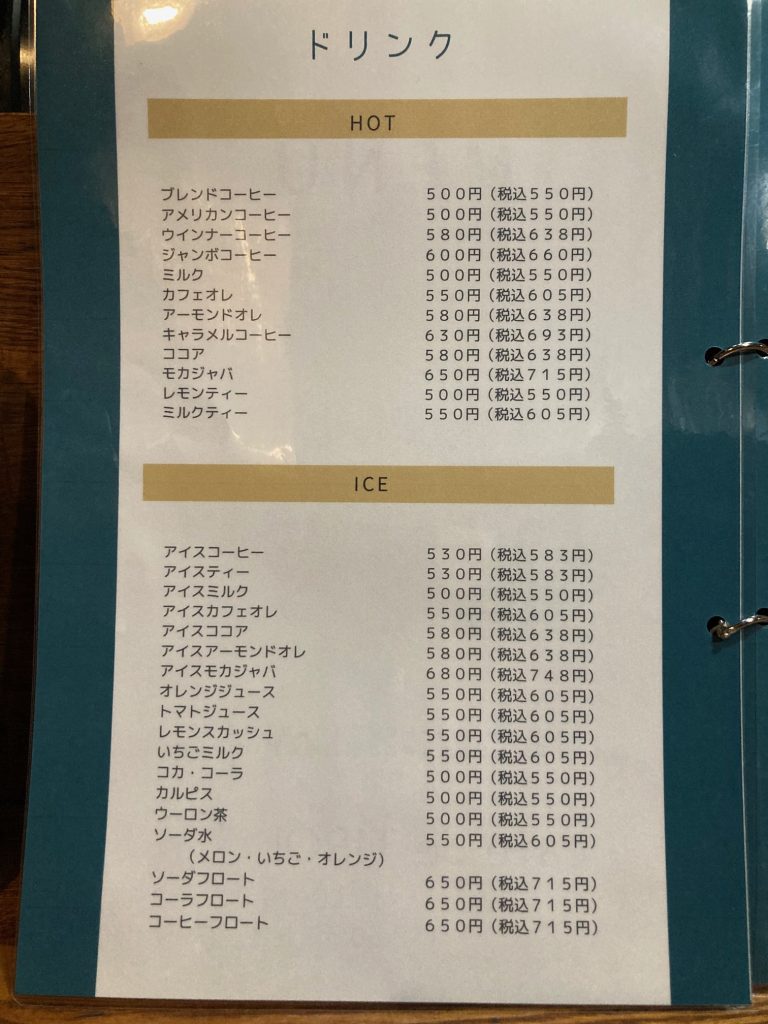 ドリンク
HOT
ブレンドコーヒー ５００円（税込５５０円）
アメリカンコーヒー ５００円（税込５５０円）
ウインナーコーヒー ５８０円（税込６３８円）
ジャンボコーヒー ６００円（税込６６０円）
ミルク ５００円（税込５５０円）
カフェオレ ５５０円（税込６０５円）
アーモンドオレ ５８０円（税込６３８円）
キャラメルコーヒー ６３０円（税込６９３円）
ココア ５８０円（税込６３８円）
モカジャバ ６５０円（税込７１５円）
レモンティー ５００円（税込５５０円）
ミルクティー ５５０円（税込６０５円）
ICE
アイスコーヒー ５３０円（税込５８３円）
アイスティー ５３０円（税込５８３円）
アイスミルク ５００円（税込５５０円）
アイスカフェオレ ５５０円（税込６０５円）
アイスココア ５８０円（税込６３８円）
アイスアーモンドオレ ５８０円（税込６３８円）
アイスモカジャバ ６８０円（税込７４８円）
オレンジジュース ５５０円（税込６０５円）
トマトジュース ５５０円（税込６０５円）
レモンスカッシュ ５５０円（税込６０５円）
いちごミルク ５５０円（税込６０５円）
コカ・コーラ ５００円（税込５５０円）
カルピス ５００円（税込５５０円）
ウーロン茶 ５００円（税込５５０円）
ソーダ水 ５５０円（税込６０５円）
（メロン・いちご・オレンジ）
ソーダフロート ６５０円（税込７１５円）
コーラフロート ６５０円（税込７１５円）
コーヒーフロート ６５０円（税込７１５円）